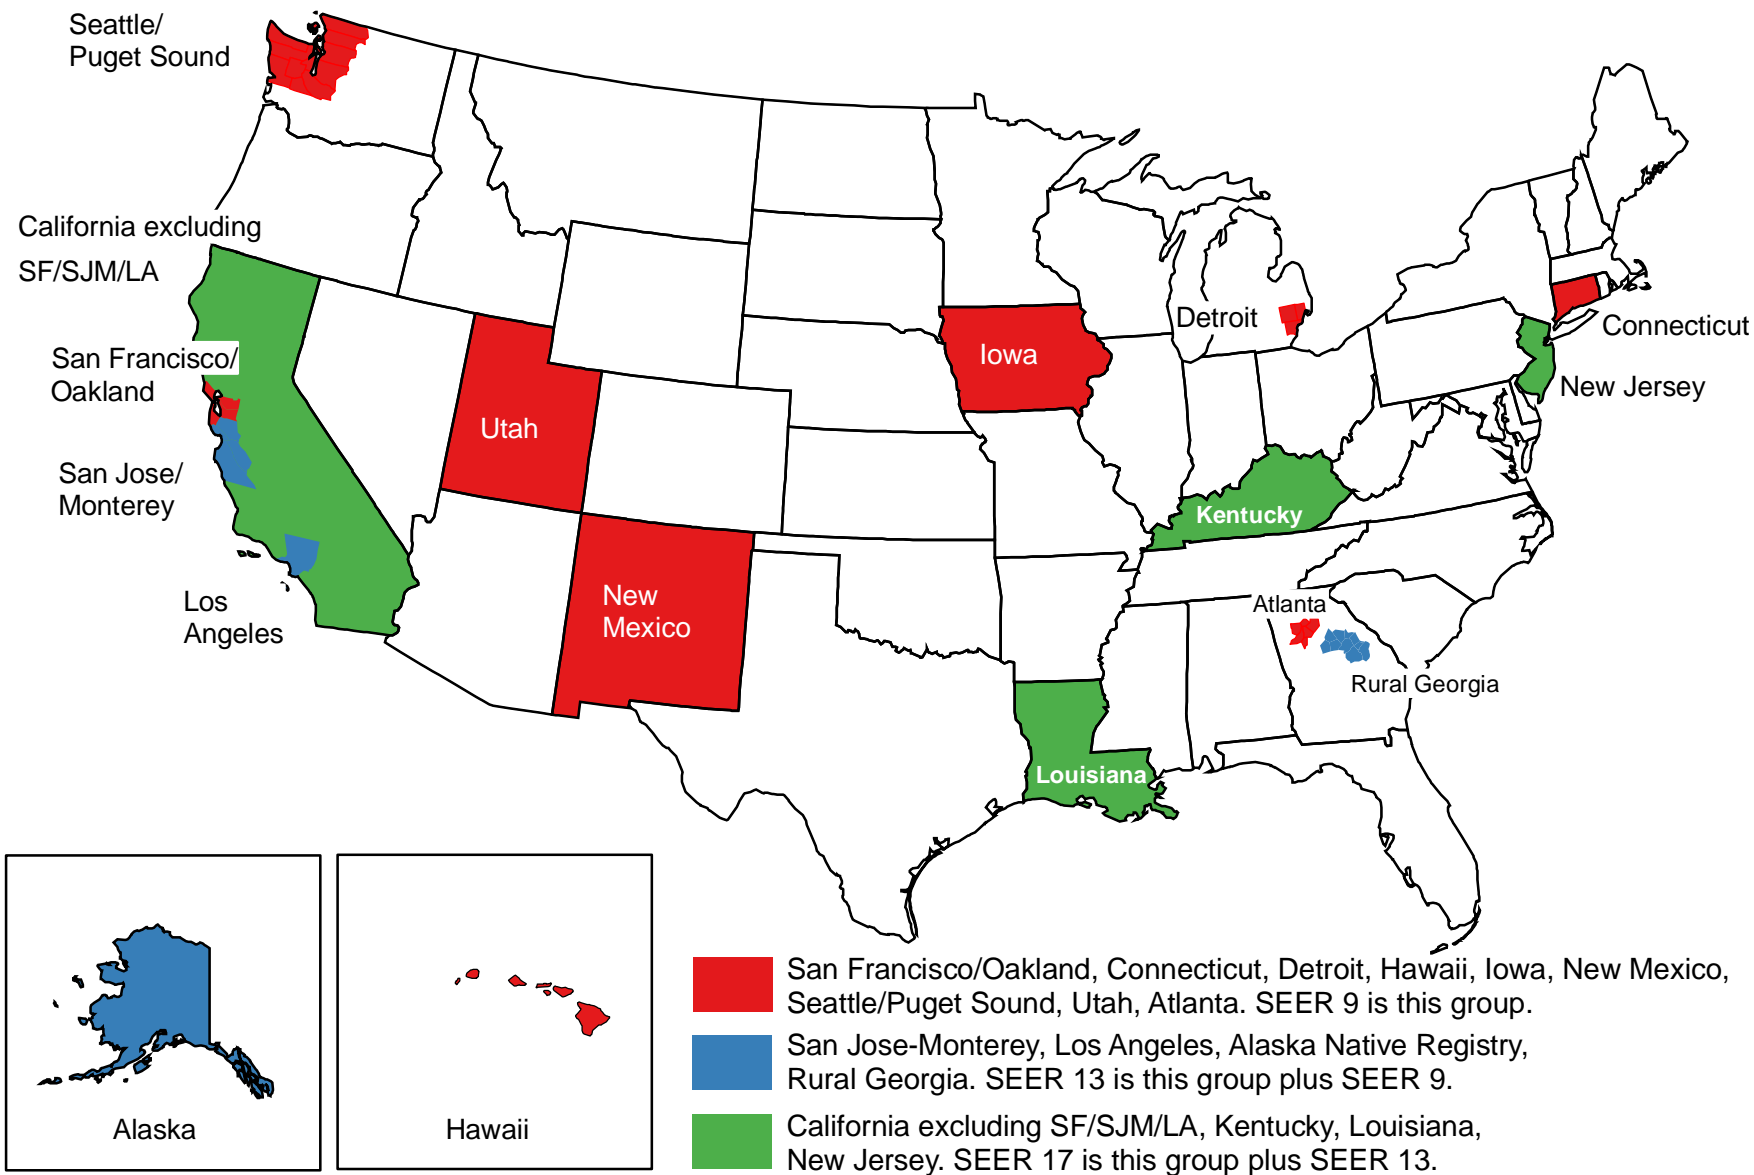 Seattle/
Puget Sound
California excluding
SF/SJM/LA
San Francisco/
Oakland
San Jose/
Monterey
Los
Angeles
Utah
New
Mexico
Iowa
Detroit
Connecticut
New Jersey
Kentucky
Atlanta
Rural Georgia
Louisiana
Alaska
Hawaii
San Francisco/Oakland, Connecticut, Detroit, Hawaii, Iowa, New Mexico,
Seattle/Puget Sound, Utah, Atlanta. SEER 9 is this group.
San Jose-Monterey, Los Angeles, Alaska Native Registry,
Rural Georgia. SEER 13 is this group plus SEER 9.
California excluding SF/SJM/LA, Kentucky, Louisiana,
New Jersey. SEER 17 is this group plus SEER 13.